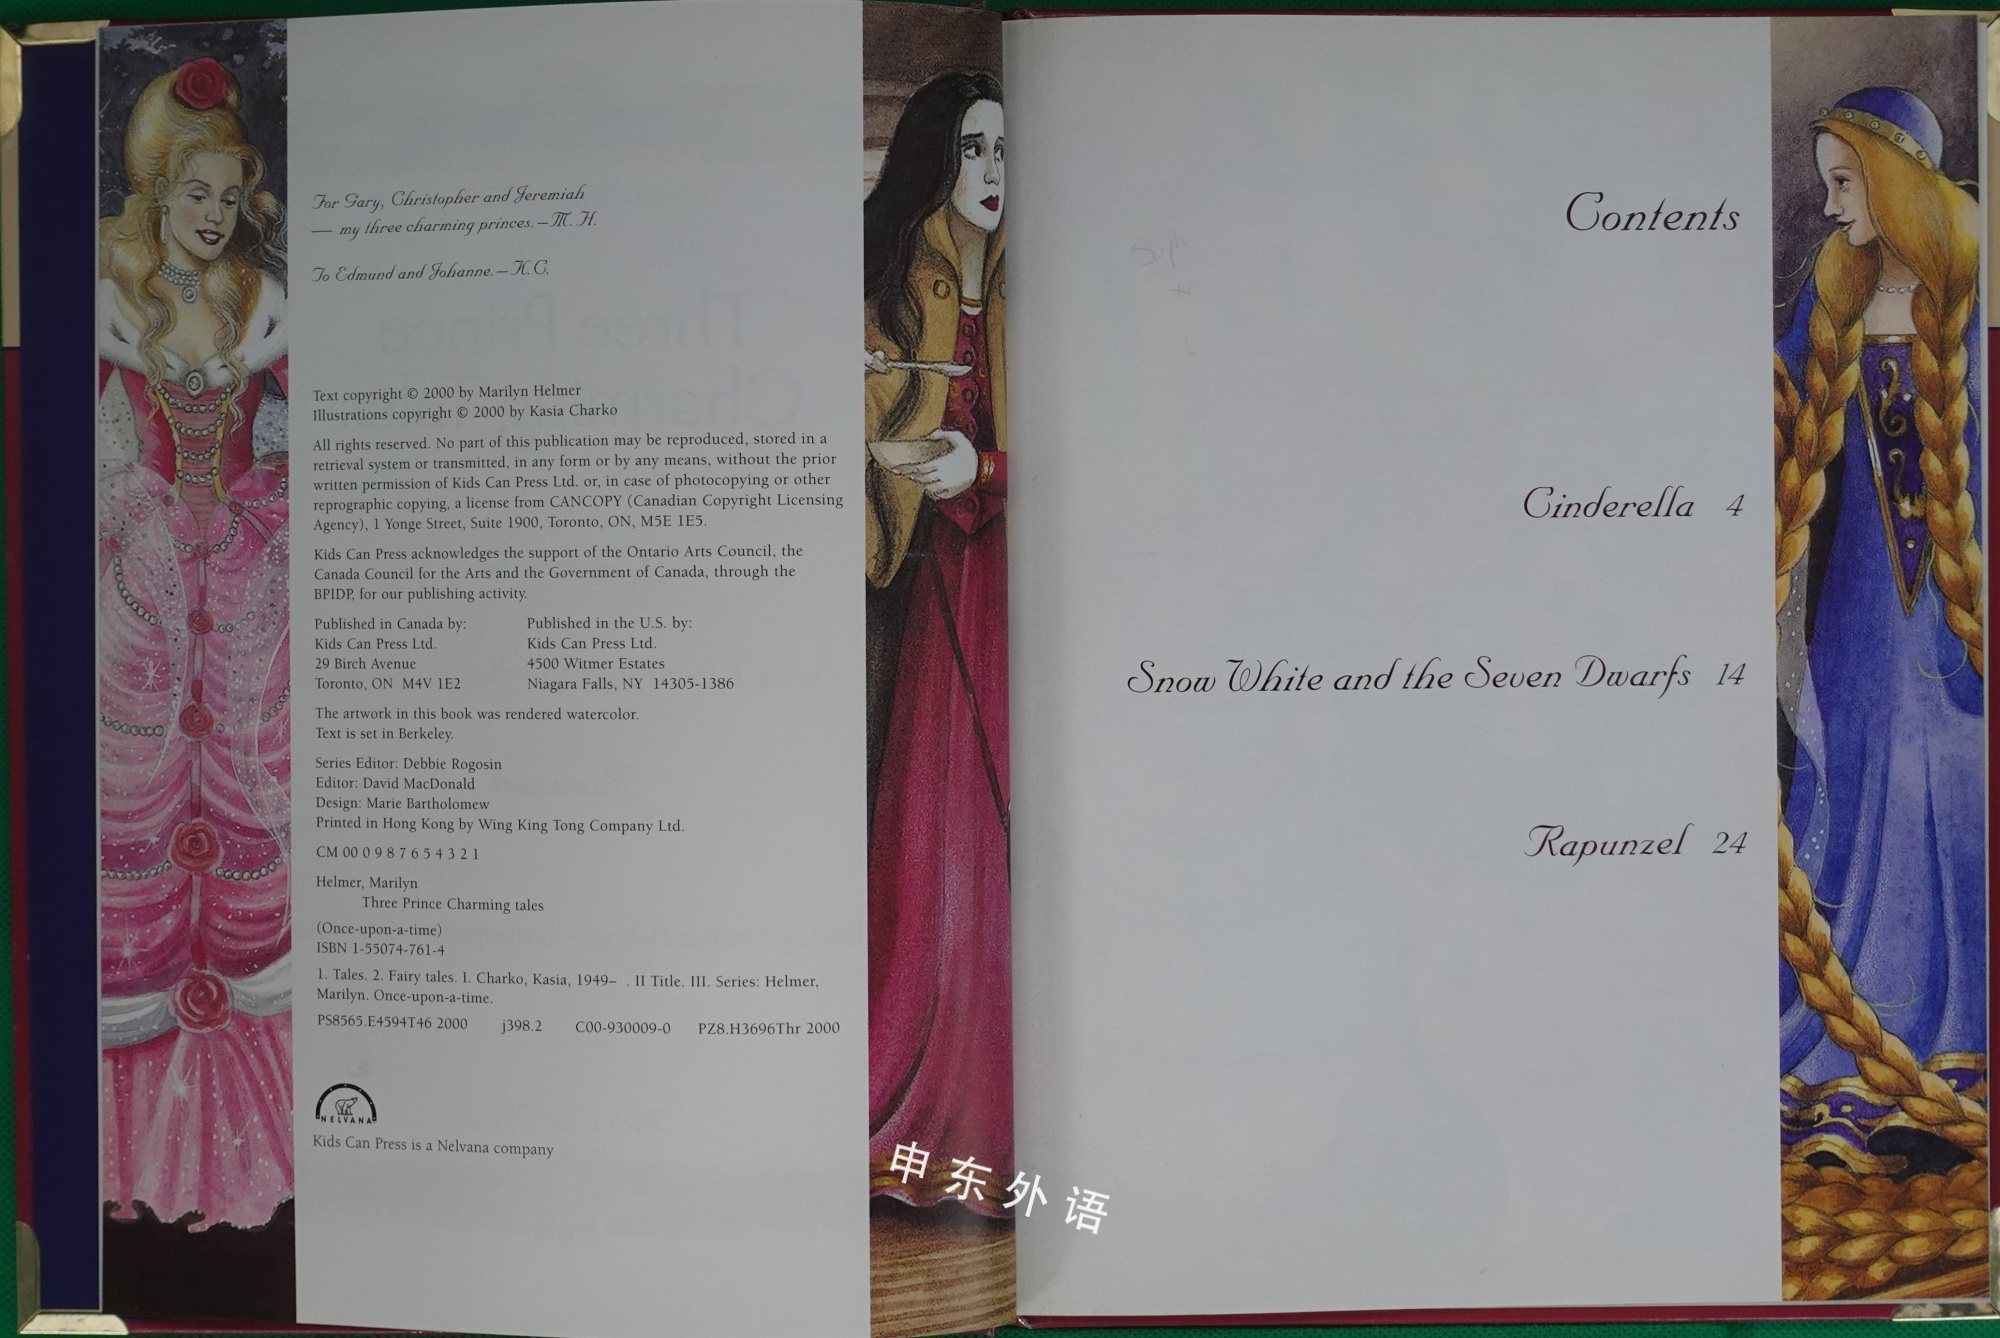 For Gary, Christopher and Jeremiah
— my three charming princes. – M. H.
To Edmund and Johanne. – K. C.
Text copyright © 2000 by Marilyn Helmer
Illustrations copyright © 2000 by Kasia Charko
All rights reserved. No part of this publication may be reproduced, stored in a
retrieval system or transmitted, in any form or by any means, without the prior
written permission of Kids Can Press Ltd. or, in case of photocopying or other
reprographic copying, a license from CANCOPY (Canadian Copyright Licensing
Agency), 1 Yonge Street, Suite 1900, Toronto, ON, M5E 1E5.
Kids Can Press acknowledges the support of the Ontario Arts Council, the
Canada Council for the Arts and the Government of Canada, through the
BPIDP, for our publishing activity.
Published in Canada by:
Kids Can Press Ltd.
29 Birch Avenue
Toronto, ON M4V 1E2
Published in the U.S. by:
Kids Can Press Ltd.
4500 Witmer Estates
Niagara Falls, NY 14305-1386
The artwork in this book was rendered watercolor.
Text is set in Berkeley.
Series Editor: Debbie Rogosin
Editor: David MacDonald
Design: Marie Bartholomew
Printed in Hong Kong by Wing King Tong Company Ltd.
CM 00 0 9 8 7 6 5 4 3 2 1
Helmer, Marilyn
Three Prince Charming tales
(Once-upon-a-time)
ISBN 1-55074-761-4
1. Tales. 2. Fairy tales. I. Charko, Kasia, 1949– . II Title. III. Series: Helmer,
Marilyn. Once-upon-a-time.
PS8565.E4594T46 2000 j398.2 C00-930009-0 PZ8.H3696Thr 2000
NELVANA
Kids Can Press is a Nelvana company
Contents
Cinderella 4
Snow White and the Seven Dwarfs 14
Rapunzel 24
申东外语